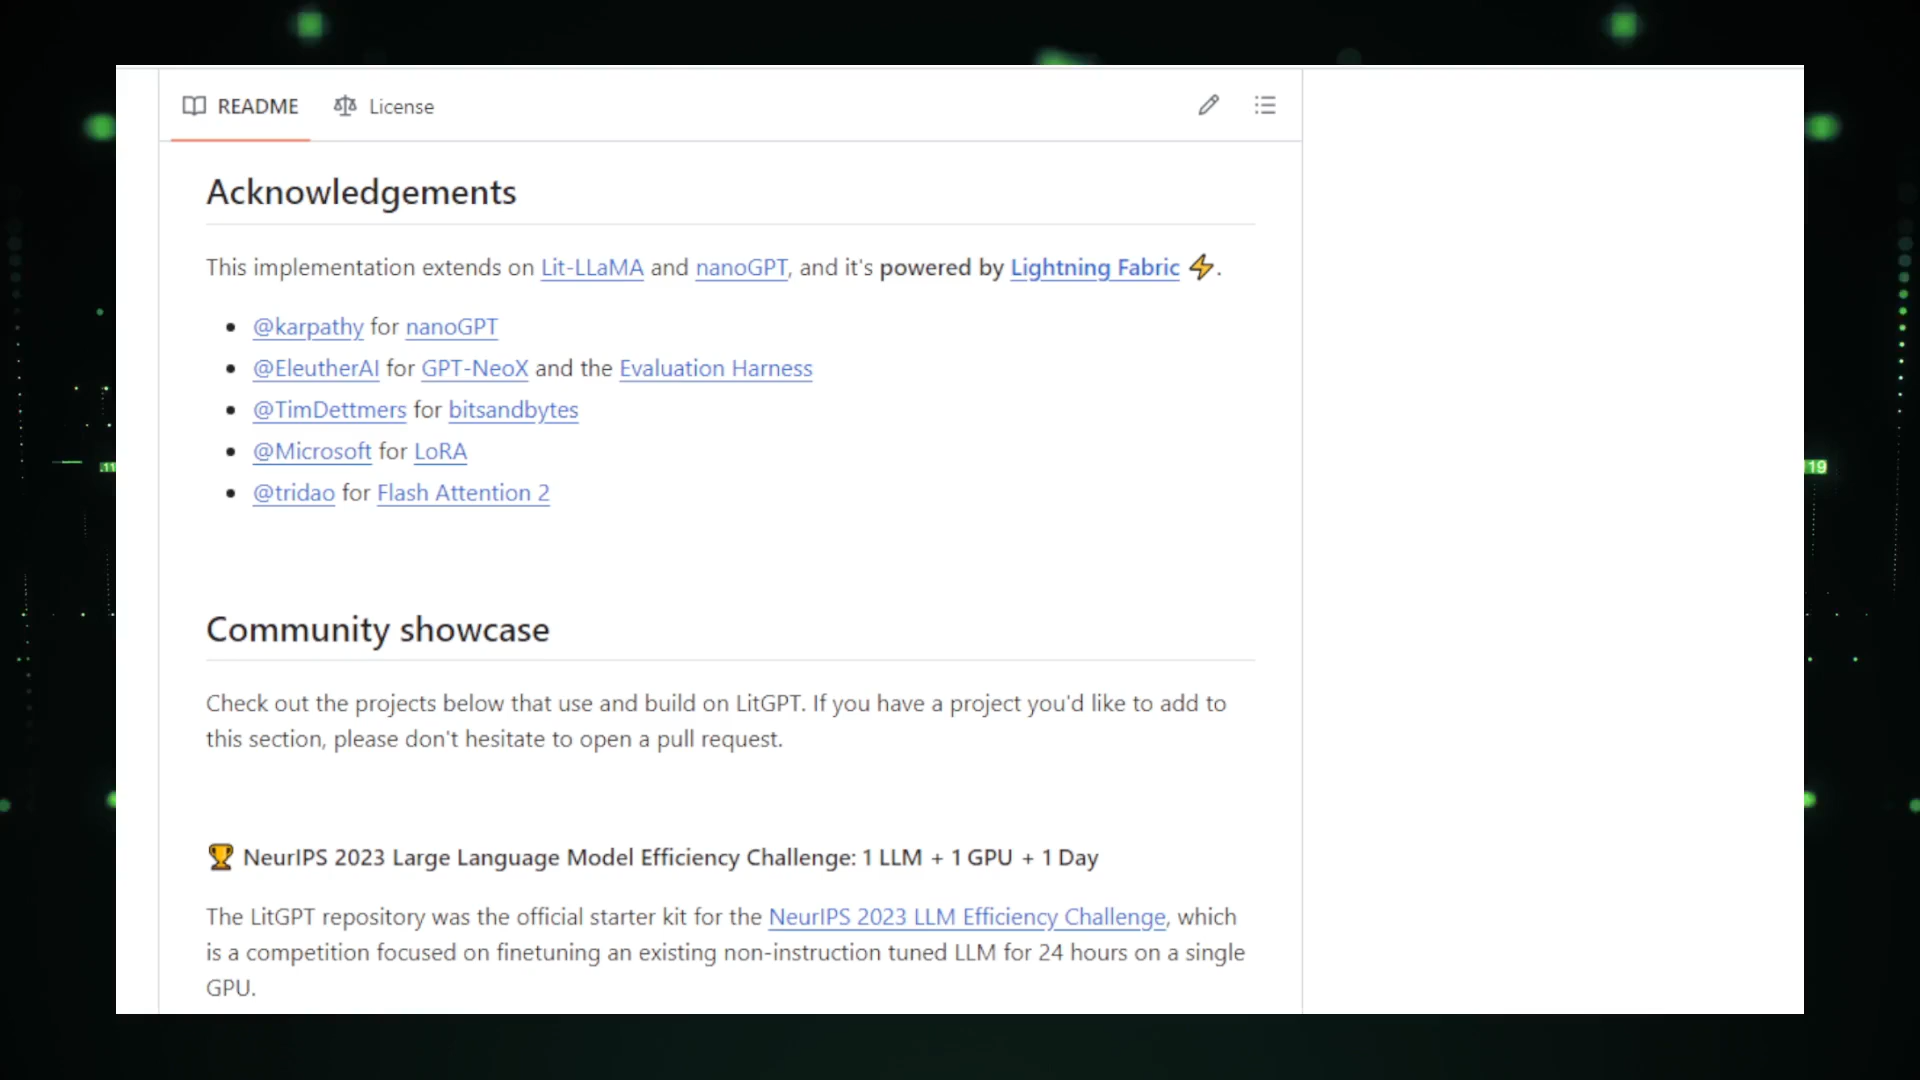 README License
Acknowledgements
This implementation extends on Lit-LLaMA and nanoGPT, and it's powered by Lightning Fabric ⚡.
@karpathy for nanoGPT
@EleutherAI for GPT-NeoX and the Evaluation Harness
@TimDettmers for bitsandbytes
@Microsoft for LoRA
@tridao for Flash Attention 2
Community showcase
Check out the projects below that use and build on LitGPT. If you have a project you'd like to add to
this section, please don't hesitate to open a pull request.
🏆 NeurIPS 2023 Large Language Model Efficiency Challenge: 1 LLM + 1 GPU + 1 Day
The LitGPT repository was the official starter kit for the NeurIPS 2023 LLM Efficiency Challenge, which
is a competition focused on finetuning an existing non-instruction tuned LLM for 24 hours on a single
GPU.
19